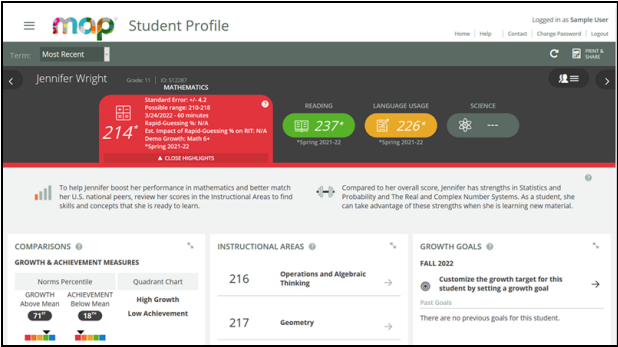 map Student Profile
Logged in as Sample User
Home | Help | Contact | Change Password | Logout
Term: Most Recent
PRINT &
SHARE
Jennifer Wright Grade: 11 | ID: S12287
MATHEMATICS
Standard Error: +/- 4.2
Possible range: 210-218
3/24/2022 - 60 minutes
Rapid-Guessing %: N/A
Est. Impact of Rapid-Guessing % on RIT: N/A
Demo Growth: Math 6+
*Spring 2021-22
214*
▲ CLOSE HIGHLIGHTS
READING
237*
*Spring 2021-22
LANGUAGE USAGE
226*
*Spring 2021-22
SCIENCE
---
To help Jennifer boost her performance in mathematics and better match
her U.S. national peers, review her scores in the Instructional Areas to find
skills and concepts that she is ready to learn.
Compared to her overall score, Jennifer has strengths in Statistics and
Probability and The Real and Complex Number Systems. As a student, she
can take advantage of these strengths when she is learning new material.
COMPARISONS
GROWTH & ACHIEVEMENT MEASURES
Norms Percentile
Quadrant Chart
GROWTH
Above Mean
71ST
ACHIEVEMENT
Below Mean
18TH
High Growth
Low Achievement
INSTRUCTIONAL AREAS
216 Operations and Algebraic
Thinking
217 Geometry
GROWTH GOALS
FALL 2022
Customize the growth target for this
student by setting a growth goal
Past Goals
There are no previous goals for this student.